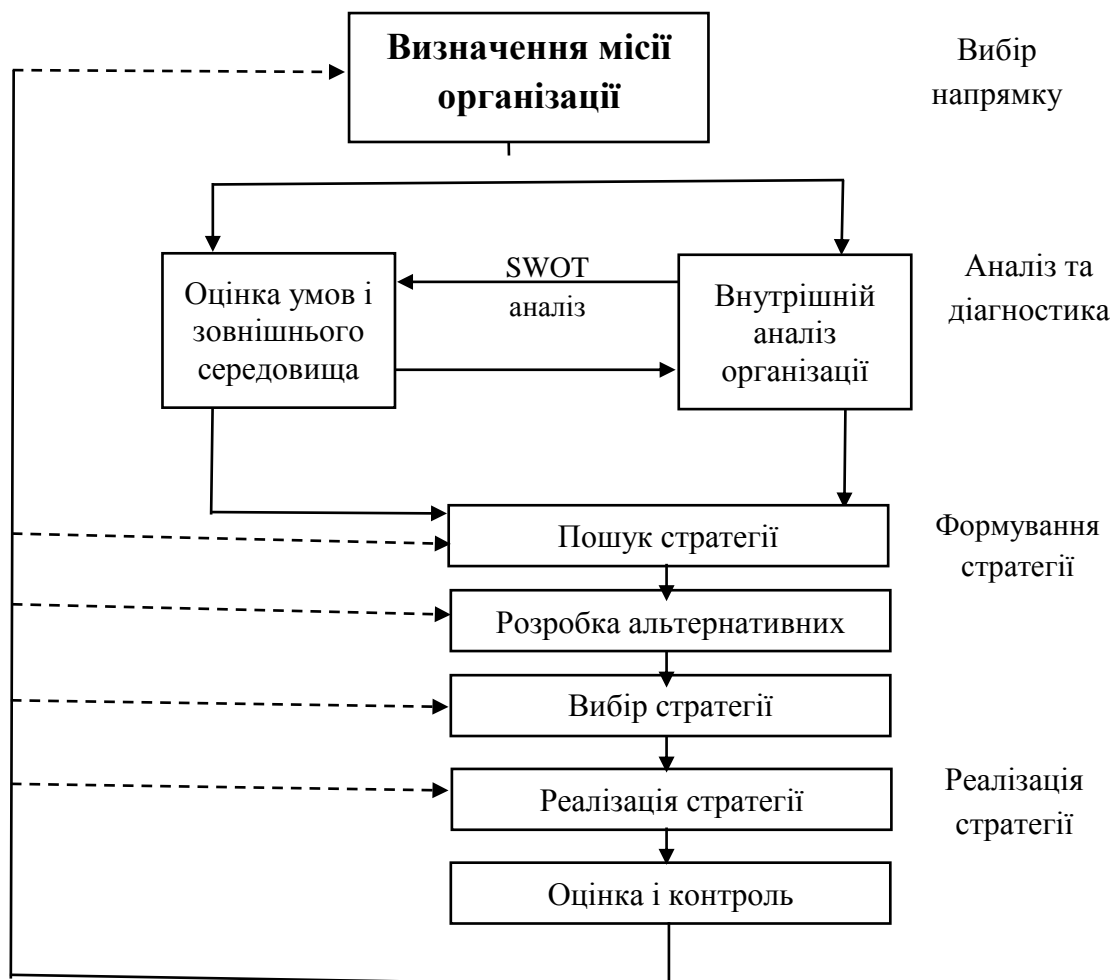 Визначення місії
організації
Вибір
напрямку
SWOT
аналіз
Оцінка умов і
зовнішнього
середовища
Внутрішній
аналіз
організації
Аналіз та
діагностика
Пошук стратегії
Формування
стратегії
Розробка альтернативних
Вибір стратегії
Реалізація стратегії
Реалізація
стратегії
Оцінка і контроль